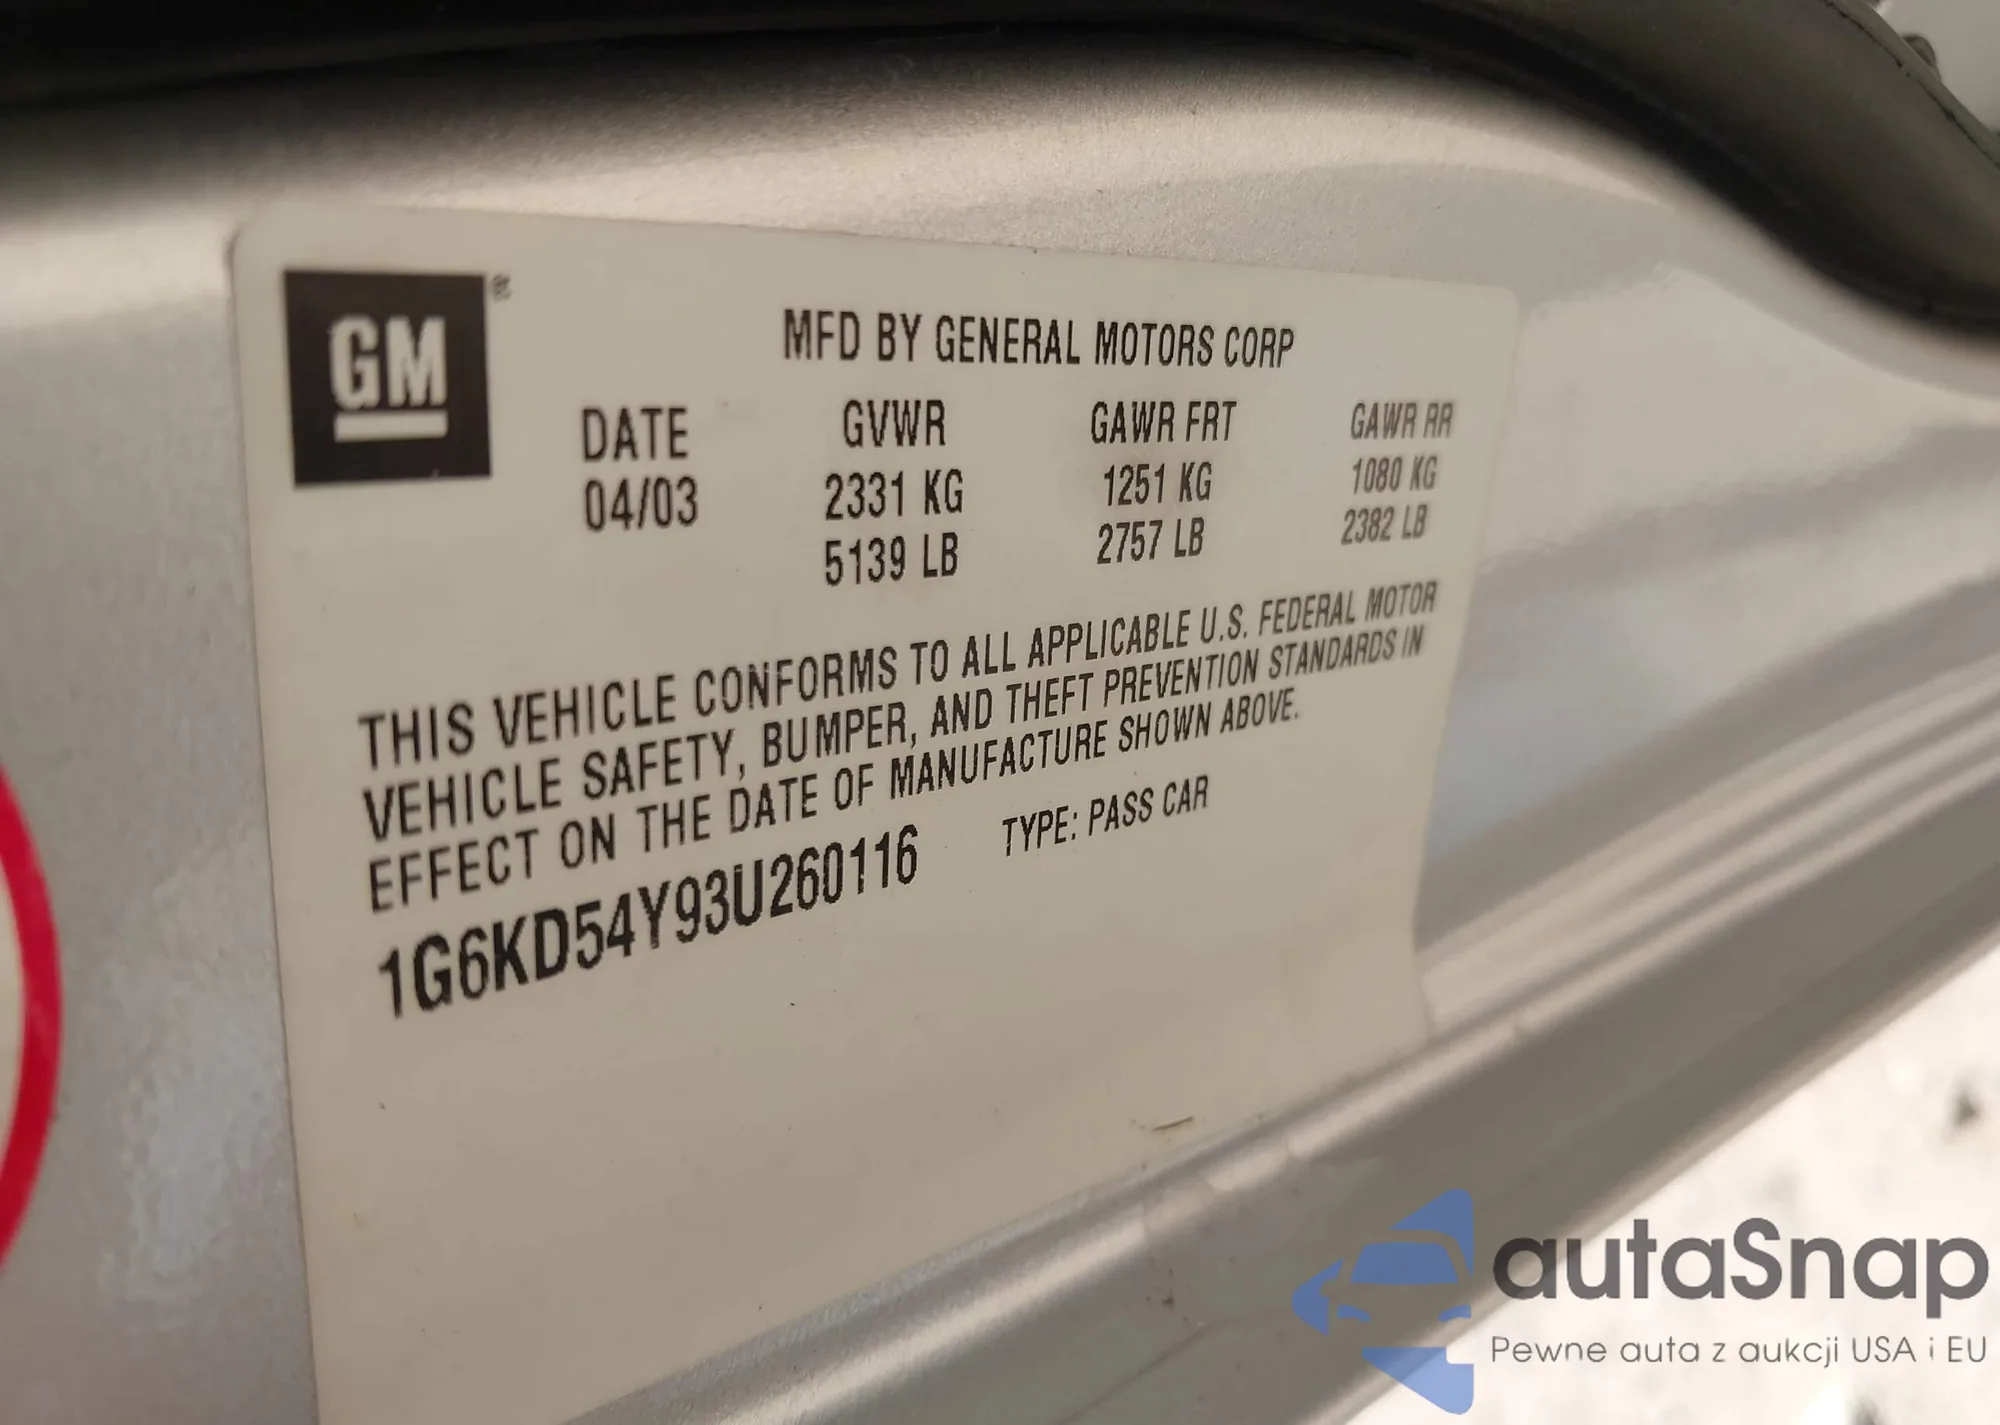 GM ®
MFD BY GENERAL MOTORS CORP
DATE GVWR GAWR FRT GAWR RR
04/03 2331 KG 1251 KG 1080 KG
5139 LB 2757 LB 2382 LB
THIS VEHICLE CONFORMS TO ALL APPLICABLE U.S. FEDERAL MOTOR
VEHICLE SAFETY, BUMPER, AND THEFT PREVENTION STANDARDS IN
EFFECT ON THE DATE OF MANUFACTURE SHOWN ABOVE.
1G6KD54Y93U260116 TYPE: PASS CAR
autaSnap
Pewne auta z aukcji USA i EU